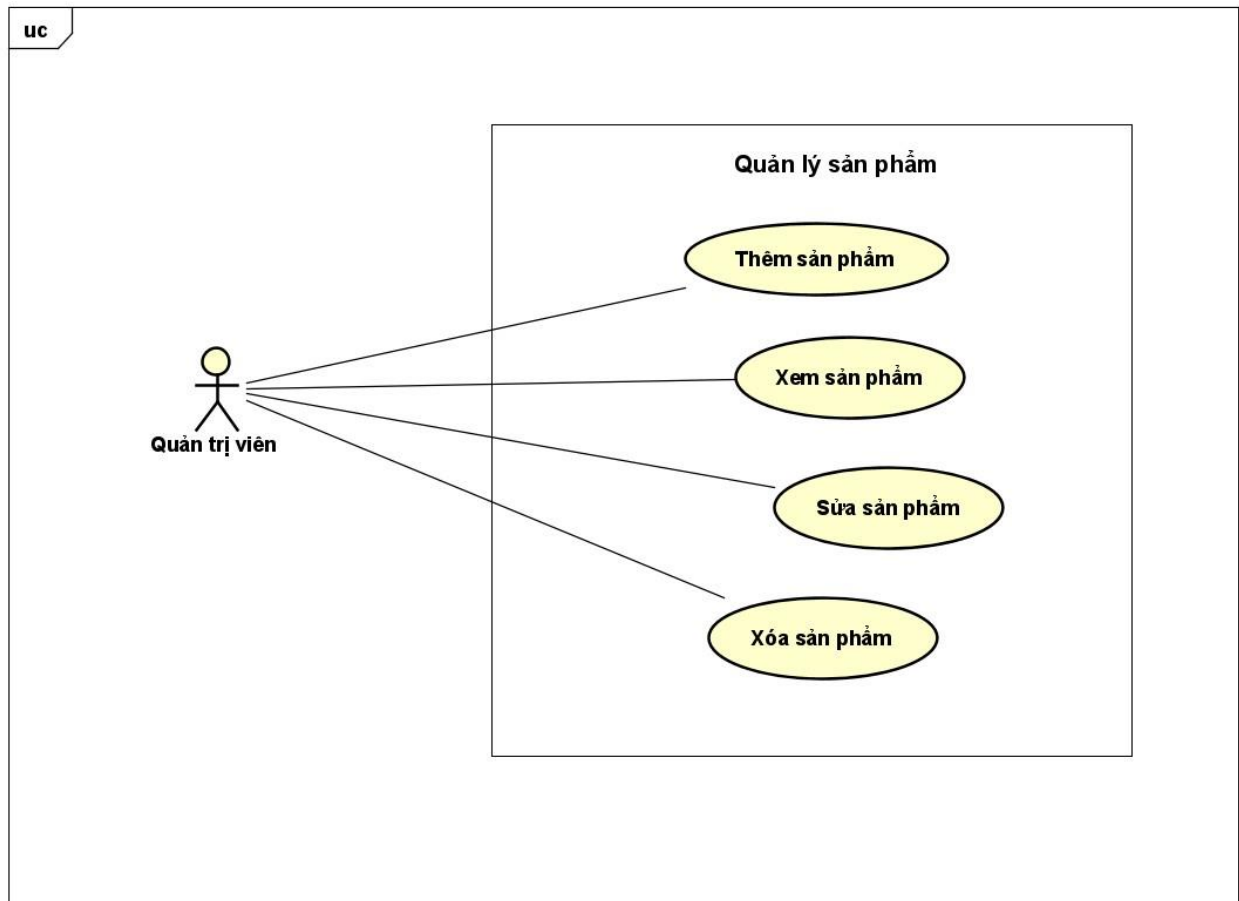 uc
Quản lý sản phẩm
Thêm sản phẩm
Xem sản phẩm
Quản trị viên
Sửa sản phẩm
Xóa sản phẩm